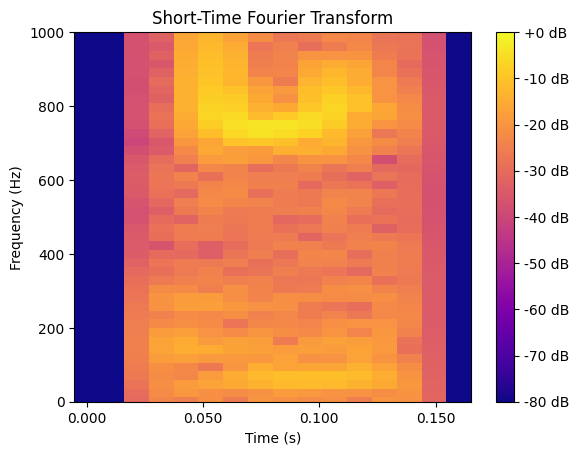 Short-Time Fourier Transform
1000
800
600
400
200
0
Frequency (Hz)
0.000
0.050
0.100
0.150
Time (s)
+0 dB
-10 dB
-20 dB
-30 dB
-40 dB
-50 dB
-60 dB
-70 dB
-80 dB